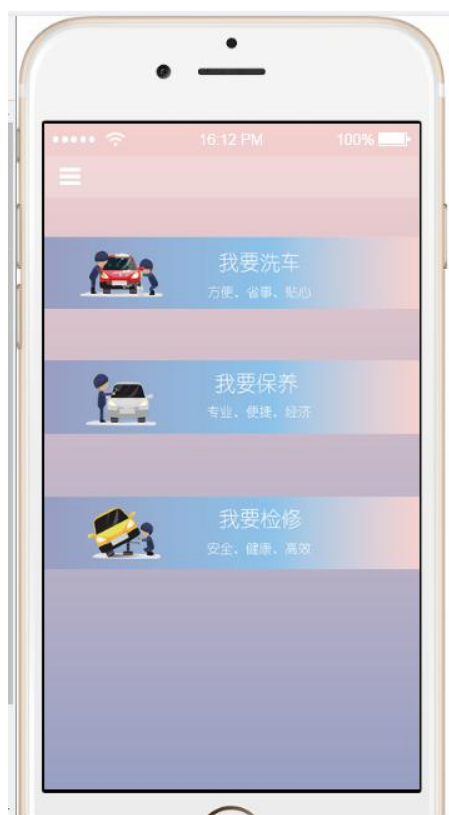 16:12 PM 100%
我要洗车
方便、省事、贴心
我要保养
专业、便捷、经济
我要检修
安全、健康、高效